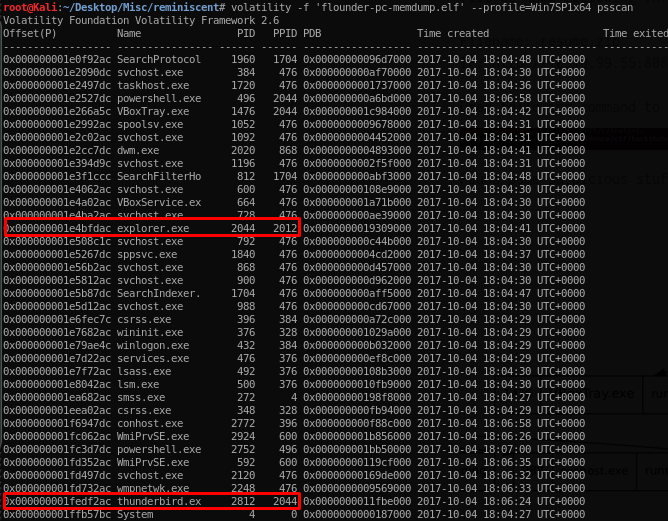 root@Kali:~/Desktop/Misc/reminiscent# volatility -f 'flounder-pc-memdump.elf' --profile=Win7SP1x64 psscan
Volatility Foundation Volatility Framework 2.6
Offset(P) Name PID PPID PDB Time created Time exited
------------------ ---------------- ------ ------ ------------------ ------------------------------ ------------
0x000000001e0f92ac SearchProtocol 1960 1704 0x00000000096d7000 2017-10-04 18:04:48 UTC+0000
0x000000001e2090dc svchost.exe 384 476 0x000000000af70000 2017-10-04 18:04:30 UTC+0000
0x000000001e2497dc taskhost.exe 1720 476 0x0000000001737000 2017-10-04 18:04:36 UTC+0000
0x000000001e2527dc powershell.exe 496 2044 0x000000000a6bd000 2017-10-04 18:06:58 UTC+0000
0x000000001e266a5c VBoxTray.exe 1476 2044 0x000000001c984000 2017-10-04 18:04:42 UTC+0000
0x000000001e2992ac spoolsv.exe 1052 476 0x0000000009678000 2017-10-04 18:04:31 UTC+0000
0x000000001e2c02ac svchost.exe 1092 476 0x0000000004452000 2017-10-04 18:04:31 UTC+0000
0x000000001e2cc7dc dwm.exe 2020 868 0x0000000004893000 2017-10-04 18:04:41 UTC+0000
0x000000001e394d9c svchost.exe 1196 476 0x0000000002f5f000 2017-10-04 18:04:31 UTC+0000
0x000000001e3f1ccc SearchFilterHo 812 1704 0x000000000abf3000 2017-10-04 18:04:48 UTC+0000
0x000000001e4062ac svchost.exe 600 476 0x00000000108e9000 2017-10-04 18:04:30 UTC+0000
0x000000001e4a02ac VBoxService.ex 664 476 0x000000001a71b000 2017-10-04 18:04:30 UTC+0000
0x000000001e4ba2ac svchost.exe 728 476 0x000000000ae39000 2017-10-04 18:04:30 UTC+0000
0x000000001e4bfdac explorer.exe 2044 2012 0x0000000019309000 2017-10-04 18:04:41 UTC+0000
0x000000001e508c1c svchost.exe 792 476 0x000000000c44b000 2017-10-04 18:04:30 UTC+0000
0x000000001e5267dc sppsvc.exe 1840 476 0x0000000004cd2000 2017-10-04 18:04:37 UTC+0000
0x000000001e56b2ac svchost.exe 868 476 0x000000000d457000 2017-10-04 18:04:30 UTC+0000
0x000000001e5812ac svchost.exe 900 476 0x000000000d962000 2017-10-04 18:04:30 UTC+0000
0x000000001e5b87dc SearchIndexer. 1704 476 0x000000000aff5000 2017-10-04 18:04:47 UTC+0000
0x000000001e5d12ac svchost.exe 988 476 0x000000000cd67000 2017-10-04 18:04:30 UTC+0000
0x000000001e6fec7c csrss.exe 396 384 0x000000000a72c000 2017-10-04 18:04:29 UTC+0000
0x000000001e7682ac wininit.exe 376 328 0x0000000001029a000 2017-10-04 18:04:29 UTC+0000
0x000000001e79ae4c winlogon.exe 432 384 0x000000000b032000 2017-10-04 18:04:29 UTC+0000
0x000000001e7d22ac services.exe 476 376 0x000000000ef8c000 2017-10-04 18:04:29 UTC+0000
0x000000001e7f72ac lsass.exe 492 376 0x00000000108b3000 2017-10-04 18:04:30 UTC+0000
0x000000001e8042ac lsm.exe 500 376 0x0000000010fb9000 2017-10-04 18:04:30 UTC+0000
0x000000001ea682ac smss.exe 272 4 0x00000000198f8000 2017-10-04 18:04:27 UTC+0000
0x000000001eea02ac csrss.exe 348 328 0x000000000fb94000 2017-10-04 18:04:29 UTC+0000
0x000000001f6947dc conhost.exe 2772 396 0x000000000f88c000 2017-10-04 18:06:58 UTC+0000
0x000000001fc062ac WmiPrvSE.exe 2924 600 0x000000001b856000 2017-10-04 18:06:26 UTC+0000
0x000000001fc3d7dc powershell.exe 2752 496 0x000000001bb50000 2017-10-04 18:07:00 UTC+0000
0x000000001fd352ac WmiPrvSE.exe 592 600 0x00000000119cf000 2017-10-04 18:06:35 UTC+0000
0x000000001fd497dc svchost.exe 2120 476 0x00000000169de000 2017-10-04 18:06:32 UTC+0000
0x000000001fd732ac wmpnetwk.exe 2248 476 0x0000000009569000 2017-10-04 18:06:33 UTC+0000
0x000000001fedf2ac thunderbird.ex 2812 2044 0x0000000011fbe000 2017-10-04 18:06:24 UTC+0000
0x000000001ffb57bc System 4 0 0x0000000000187000 2017-10-04 18:04:27 UTC+0000